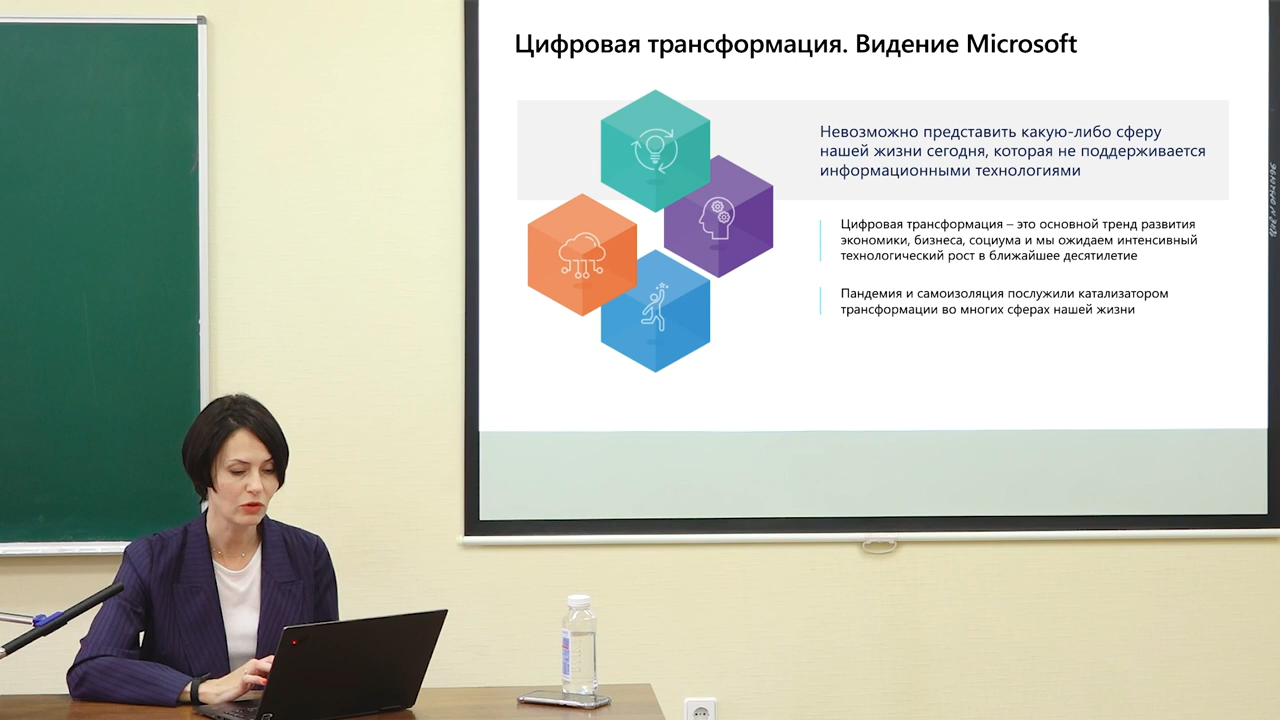 Цифровая трансформация. Видение Microsoft
Невозможно представить какую-либо сферу
нашей жизни сегодня, которая не поддерживается
информационными технологиями
Цифровая трансформация – это основной тренд развития
экономики, бизнеса, социума и мы ожидаем интенсивный
технологический рост в ближайшее десятилетие
Пандемия и самоизоляция послужили катализатором
трансформации во многих сферах нашей жизни